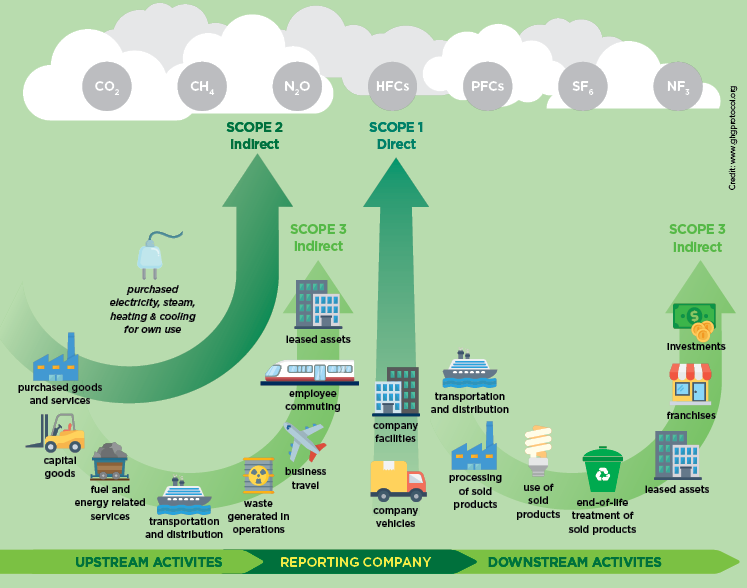 CO2
CH4
N2O
HFCs
PFCs
SF6
NF3
Credit: www.ghgprotocol.org
SCOPE 2
Indirect
SCOPE 1
Direct
SCOPE 3
Indirect
SCOPE 3
Indirect
purchased
electricity, steam,
heating & cooling
for own use
purchased goods
and services
capital
goods
fuel and
energy related
services
transportation
and distribution
waste
generated in
operations
business
travel
employee
commuting
leased assets
company
facilities
company
vehicles
transportation
and distribution
processing
of sold
products
use of
sold
products
end-of-life
treatment of
sold products
leased assets
franchises
$
investments
UPSTREAM ACTIVITES
REPORTING COMPANY
DOWNSTREAM ACTIVITES